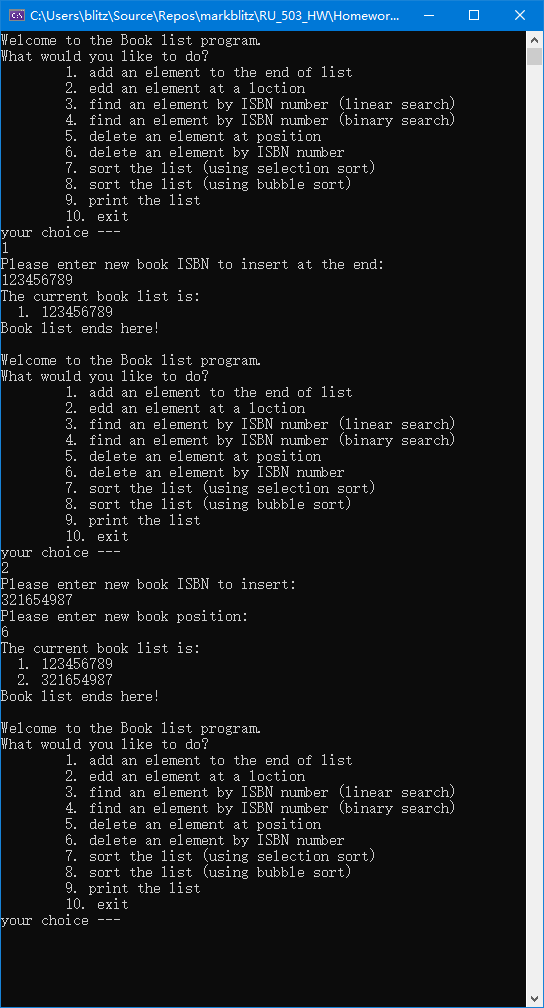 C:\Users\blitz\Source\Repos\markblitz\RU_503_HW\Homewor...
Welcome to the Book list program.
What would you like to do?
1. add an element to the end of list
2. edd an element at a loction
3. find an element by ISBN number (linear search)
4. find an element by ISBN number (binary search)
5. delete an element at position
6. delete an element by ISBN number
7. sort the list (using selection sort)
8. sort the list (using bubble sort)
9. print the list
10. exit
your choice ---
1
Please enter new book ISBN to insert at the end:
123456789
The current book list is:
1. 123456789
Book list ends here!
Welcome to the Book list program.
What would you like to do?
1. add an element to the end of list
2. edd an element at a loction
3. find an element by ISBN number (linear search)
4. find an element by ISBN number (binary search)
5. delete an element at position
6. delete an element by ISBN number
7. sort the list (using selection sort)
8. sort the list (using bubble sort)
9. print the list
10. exit
your choice ---
2
Please enter new book ISBN to insert:
321654987
Please enter new book position:
6
The current book list is:
1. 123456789
2. 321654987
Book list ends here!
Welcome to the Book list program.
What would you like to do?
1. add an element to the end of list
2. edd an element at a loction
3. find an element by ISBN number (linear search)
4. find an element by ISBN number (binary search)
5. delete an element at position
6. delete an element by ISBN number
7. sort the list (using selection sort)
8. sort the list (using bubble sort)
9. print the list
10. exit
your choice ---